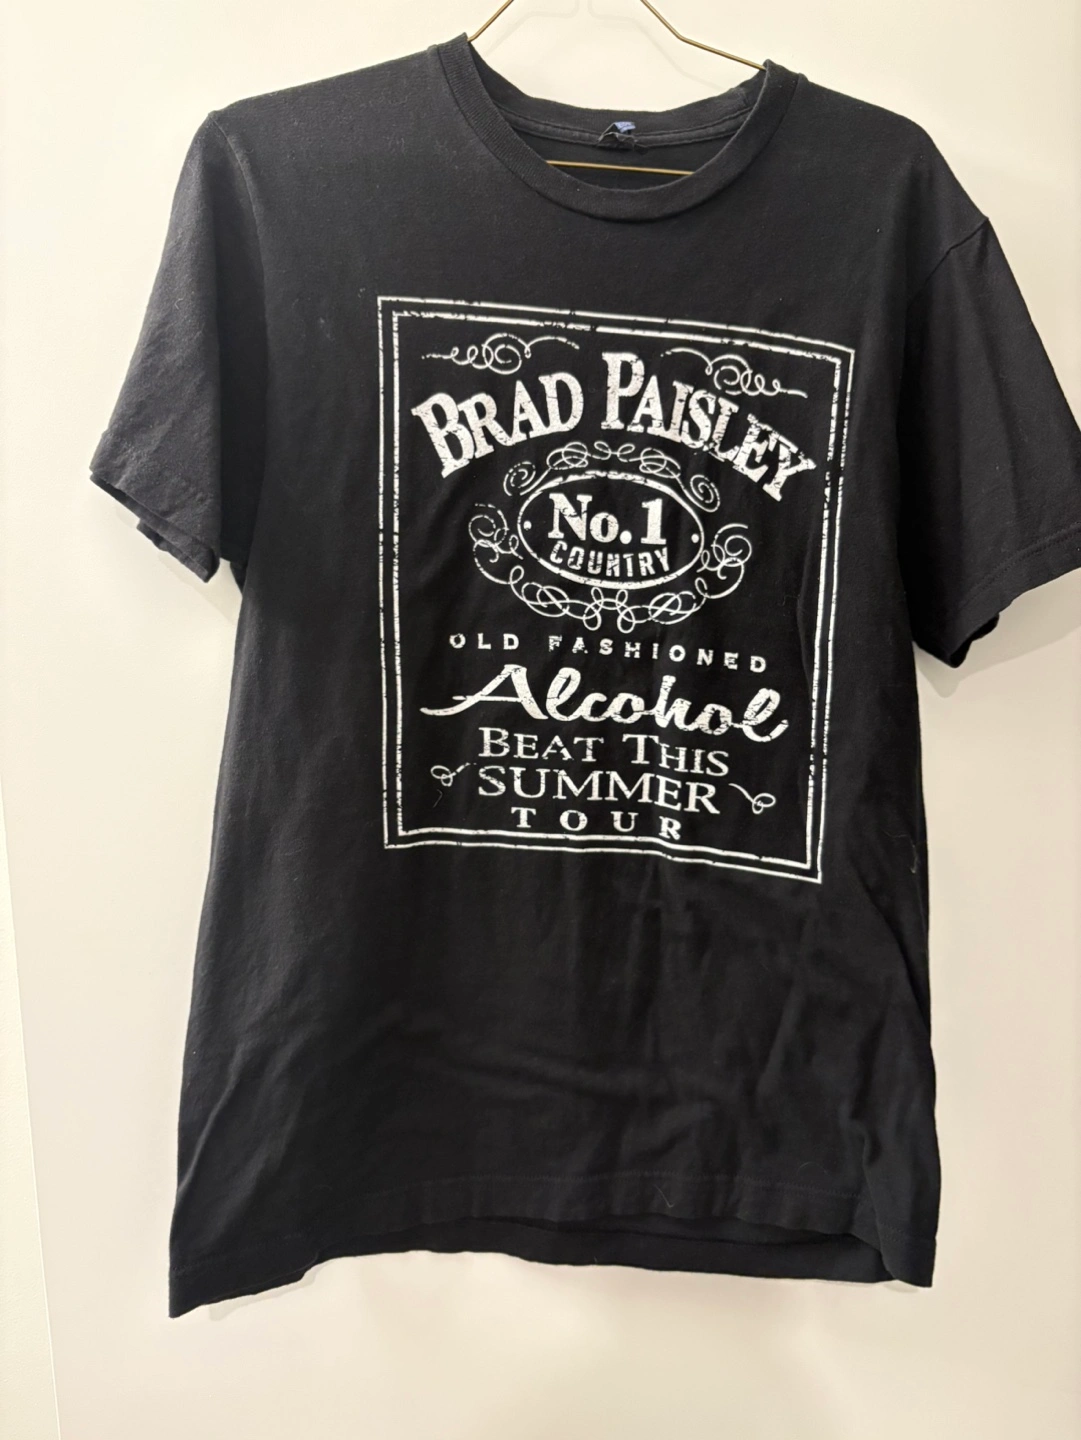 BRAD PAISLEY
No.1
COUNTRY
OLD FASHIONED
Alcohol
BEAT THIS
SUMMER
TOUR